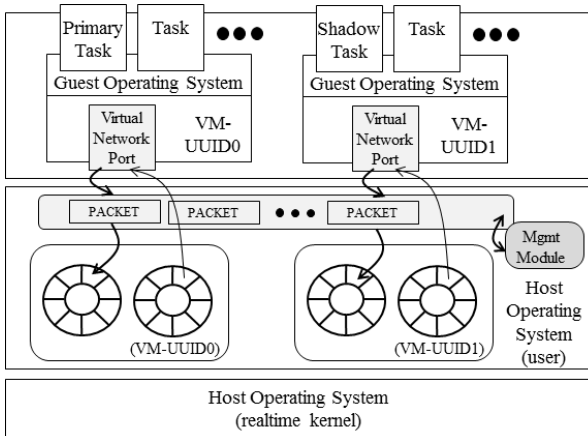 Primary
Task
Task
Shadow
Task
Task
Guest Operating System
Guest Operating System
Virtual
Network
Port
VM-
UUID0
Virtual
Network
Port
VM-
UUID1
PACKET
PACKET
PACKET
Mgmt
Module
(VM-UUID0)
(VM-UUID1)
Host
Operating
System
(user)
Host Operating System
(realtime kernel)